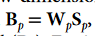 𝐁ₚ = 𝐖ₚ𝐒ₚ,